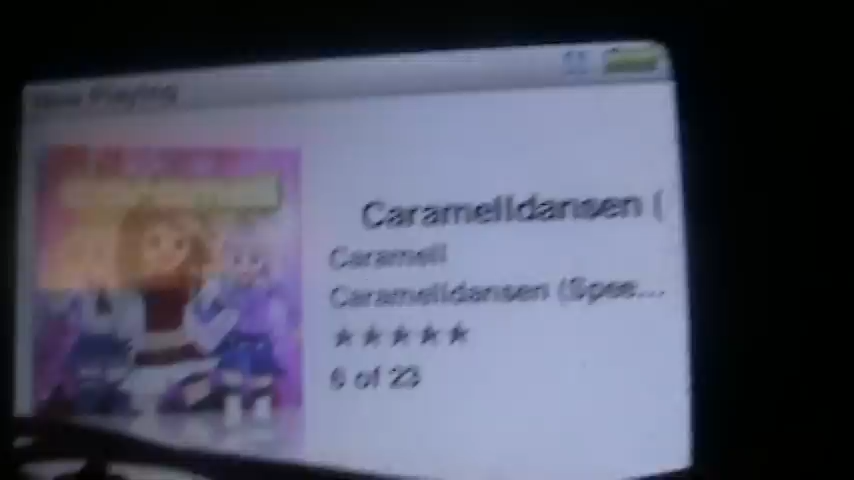 Now Playing
Caramelldansen (
Caramell
Caramelldansen (Spee...
★★★★★
6 of 23